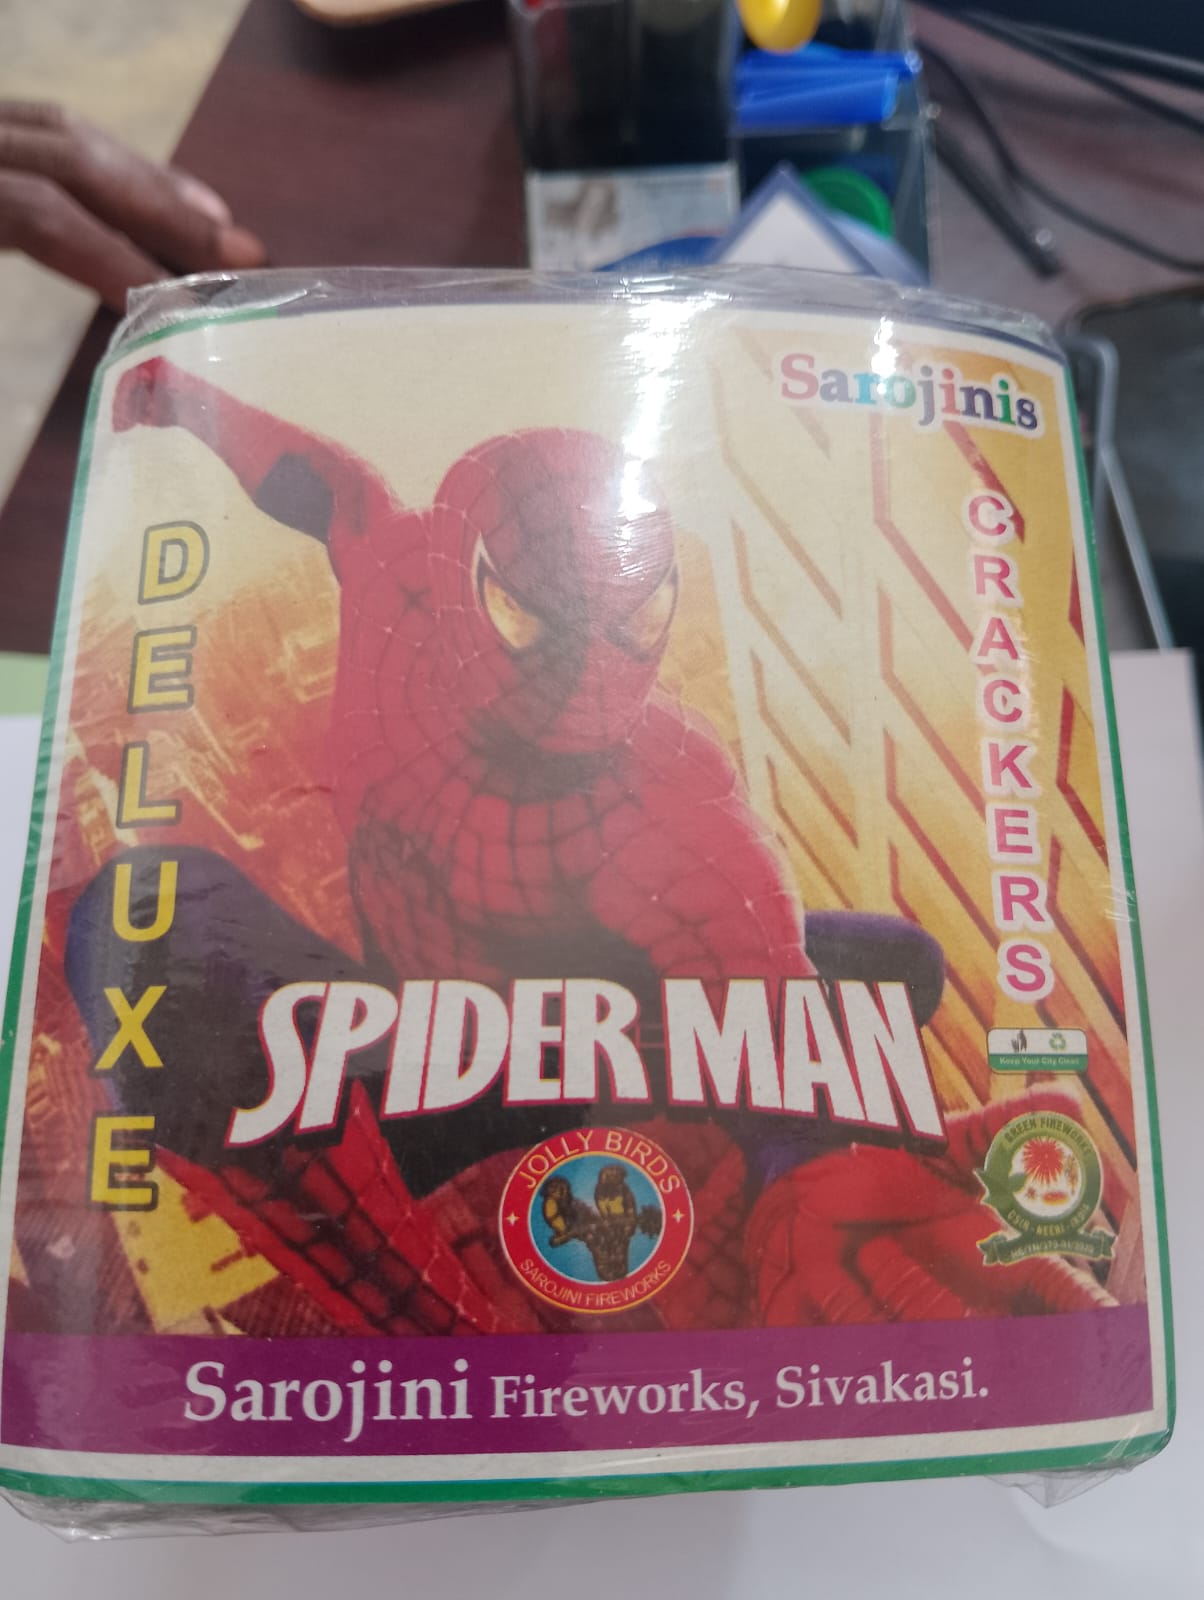 Sarojinis
CRACKERS
DELUXE
SPIDER MAN
Keep Your City Clean
JOLLY BIRDS
SAROJINI FIREWORKS
GREEN FIREWORKS
CSIR - NEERI - INDIA
Sarojini Fireworks, Sivakasi.